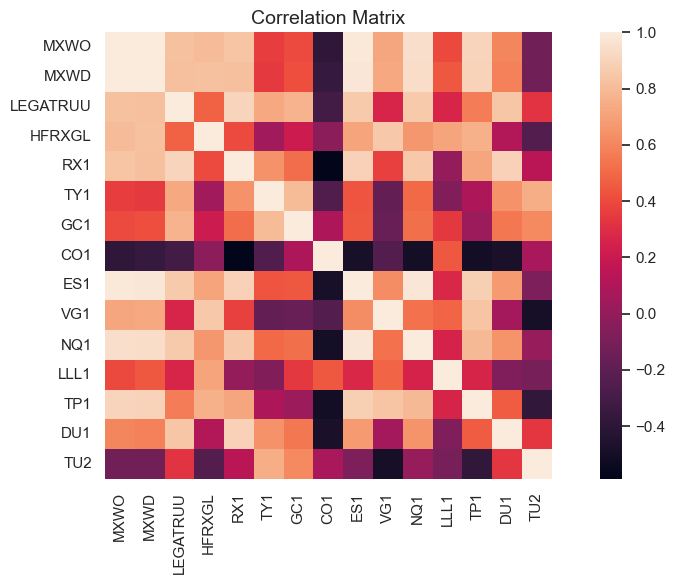 Correlation Matrix
MXWO
MXWD
LEGATRUU
HFRXGL
RX1
TY1
GC1
CO1
ES1
VG1
NQ1
LLL1
TP1
DU1
TU2
MXWO
MXWD
LEGATRUU
HFRXGL
RX1
TY1
GC1
CO1
ES1
VG1
NQ1
LLL1
TP1
DU1
TU2
1.0
0.8
0.6
0.4
0.2
0.0
−0.2
−0.4